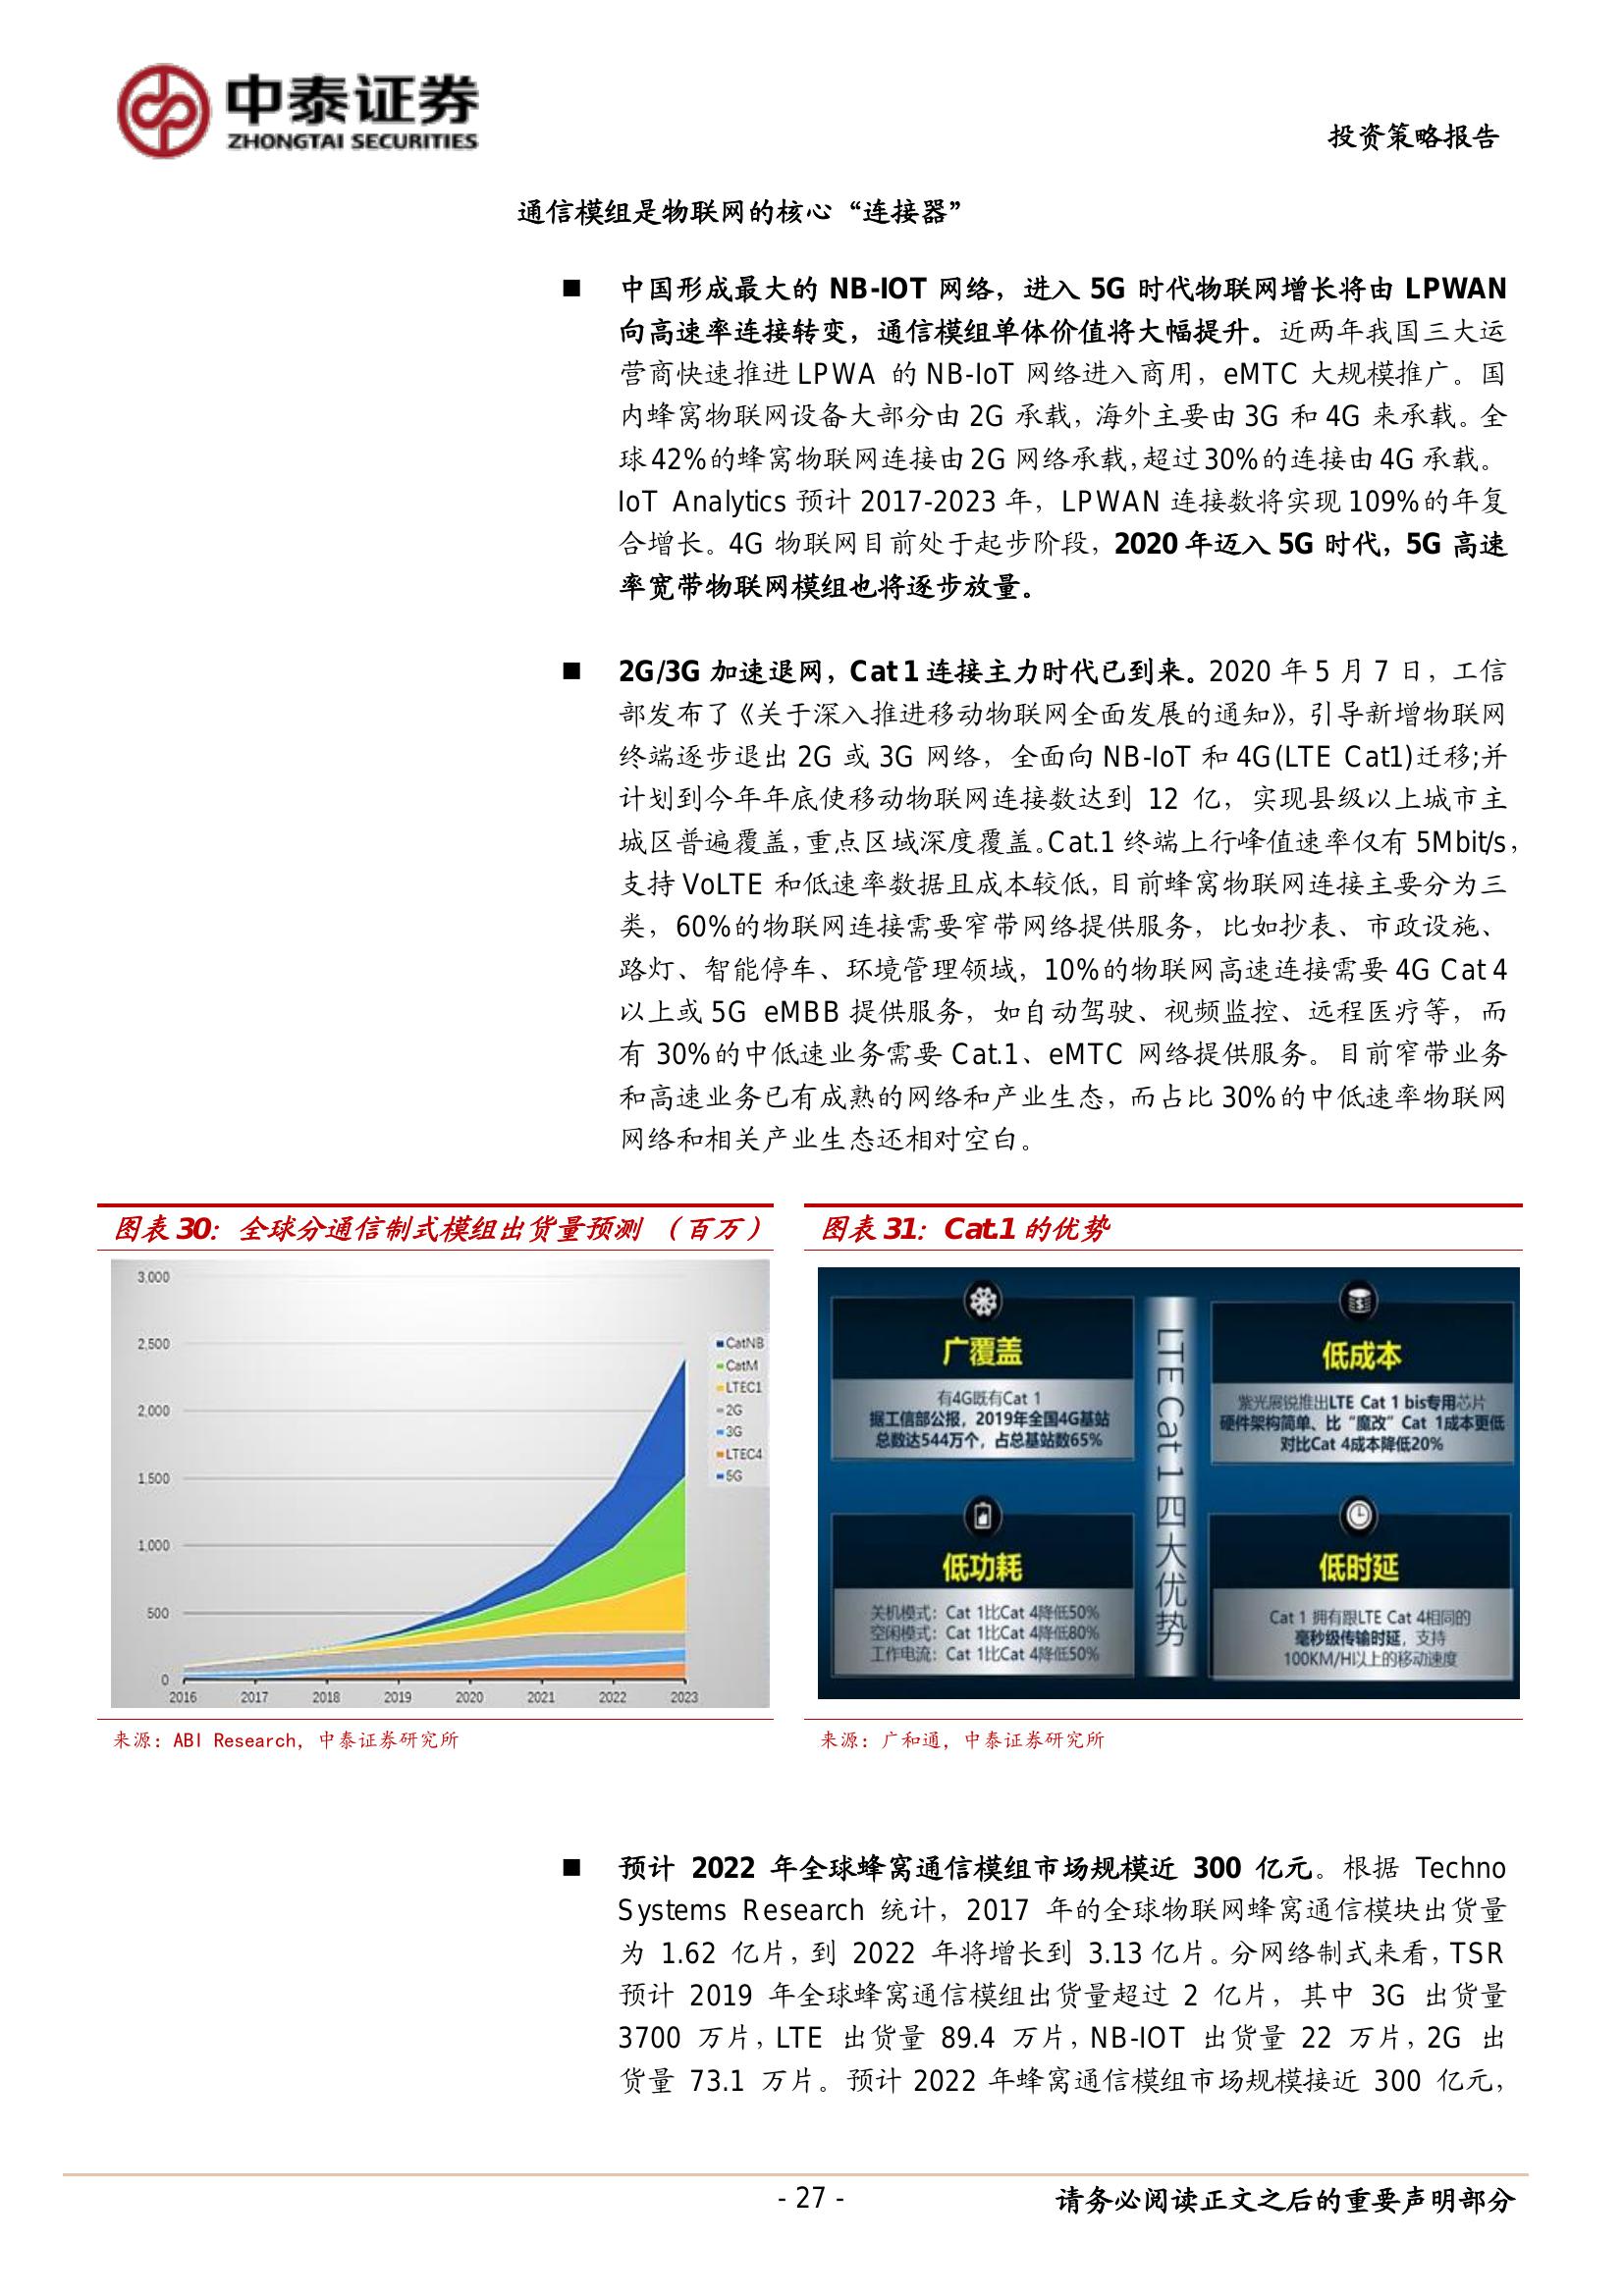 中泰证券
ZHONGTAI SECURITIES
投资策略报告
通信模组是物联网的核心“连接器”
■ 中国形成最大的 NB-IOT 网络，进入 5G 时代物联网增长将由 LPWAN
向高速率连接转变，通信模组单体价值将大幅提升。近两年我国三大运
营商快速推进 LPWA 的 NB-IoT 网络进入商用，eMTC 大规模推广。国
内蜂窝物联网设备大部分由 2G 承载，海外主要由 3G 和 4G 来承载。全
球 42%的蜂窝物联网连接由 2G 网络承载，超过 30%的连接由 4G 承载。
IoT Analytics 预计 2017-2023 年，LPWAN 连接数将实现 109%的年复
合增长。4G 物联网目前处于起步阶段，2020 年迈入 5G 时代，5G 高速
率宽带物联网模组也将逐步放量。
■ 2G/3G 加速退网，Cat 1 连接主力时代已到来。2020 年 5 月 7 日，工信
部发布了《关于深入推进移动物联网全面发展的通知》，引导新增物联网
终端逐步退出 2G 或 3G 网络，全面向 NB-IoT 和 4G(LTE Cat1)迁移;并
计划到今年年底使移动物联网连接数达到 12 亿，实现县级以上城市主
城区普遍覆盖，重点区域深度覆盖。Cat.1 终端上行峰值速率仅有 5Mbit/s，
支持 VoLTE 和低速率数据且成本较低，目前蜂窝物联网连接主要分为三
类，60%的物联网连接需要窄带网络提供服务，比如抄表、市政设施、
路灯、智能停车、环境管理领域，10%的物联网高速连接需要 4G Cat 4
以上或 5G eMBB 提供服务，如自动驾驶、视频监控、远程医疗等，而
有 30%的中低速业务需要 Cat.1、eMTC 网络提供服务。目前窄带业务
和高速业务已有成熟的网络和产业生态，而占比 30%的中低速率物联网
网络和相关产业生态还相对空白。
图表 30：全球分通信制式模组出货量预测 （百万）
3,000
2,500
2,000
1,500
1,000
500
0
2016 2017 2018 2019 2020 2021 2022 2023
CatNB
CatM
LTEC1
2G
3G
LTEC4
5G
来源：ABI Research，中泰证券研究所
图表 31：Cat.1 的优势
广覆盖
有4G既有Cat 1
据工信部公报，2019年全国4G基站
总数达544万个，占总基站数65%
低成本
紫光展锐推出LTE Cat 1 bis专用芯片
硬件架构简单、比“魔改”Cat 1成本更低
对比Cat 4成本降低20%
LTE Cat 1 四大优势
低功耗
关机模式：Cat 1比Cat 4降低50%
空闲模式：Cat 1比Cat 4降低80%
工作电流：Cat 1比Cat 4降低50%
低时延
Cat 1 拥有跟LTE Cat 4相同的
毫秒级传输时延，支持
100KM/H以上的移动速度
来源：广和通，中泰证券研究所
■ 预计 2022 年全球蜂窝通信模组市场规模近 300 亿元。根据 Techno
Systems Research 统计，2017 年的全球物联网蜂窝通信模块出货量
为 1.62 亿片，到 2022 年将增长到 3.13 亿片。分网络制式来看，TSR
预计 2019 年全球蜂窝通信模组出货量超过 2 亿片，其中 3G 出货量
3700 万片，LTE 出货量 89.4 万片，NB-IOT 出货量 22 万片，2G 出
货量 73.1 万片。预计 2022 年蜂窝通信模组市场规模接近 300 亿元，
- 27 -
请务必阅读正文之后的重要声明部分